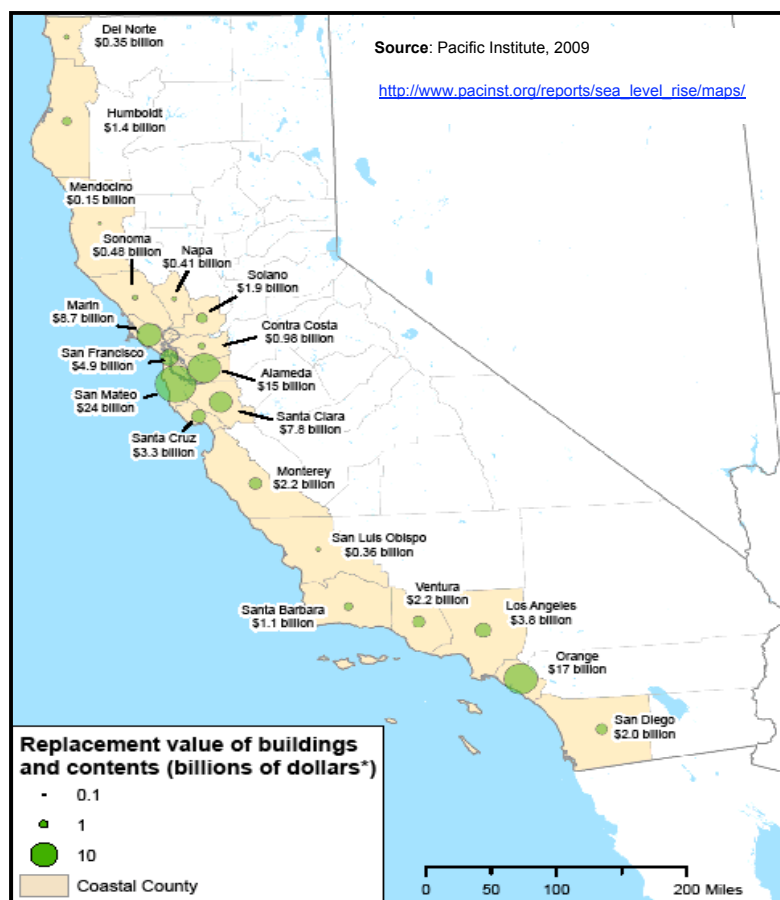 Del Norte
$0.35 billion
Source: Pacific Institute, 2009
http://www.pacinst.org/reports/sea_level_rise/maps/
Humboldt
$1.4 billion
Mendocino
$0.15 billion
Sonoma
$0.48 billion
Napa
$0.41 billion
Solano
$1.9 billion
Marin
$8.7 billion
Contra Costa
$0.98 billion
San Francisco
$4.9 billion
Alameda
$15 billion
San Mateo
$24 billion
Santa Clara
$7.8 billion
Santa Cruz
$3.3 billion
Monterey
$2.2 billion
San Luis Obispo
$0.36 billion
Ventura
$2.2 billion
Santa Barbara
$1.1 billion
Los Angeles
$3.8 billion
Orange
$17 billion
San Diego
$2.0 billion
Replacement value of buildings
and contents (billions of dollars*)
0.1
1
10
Coastal County
0 50 100 200 Miles